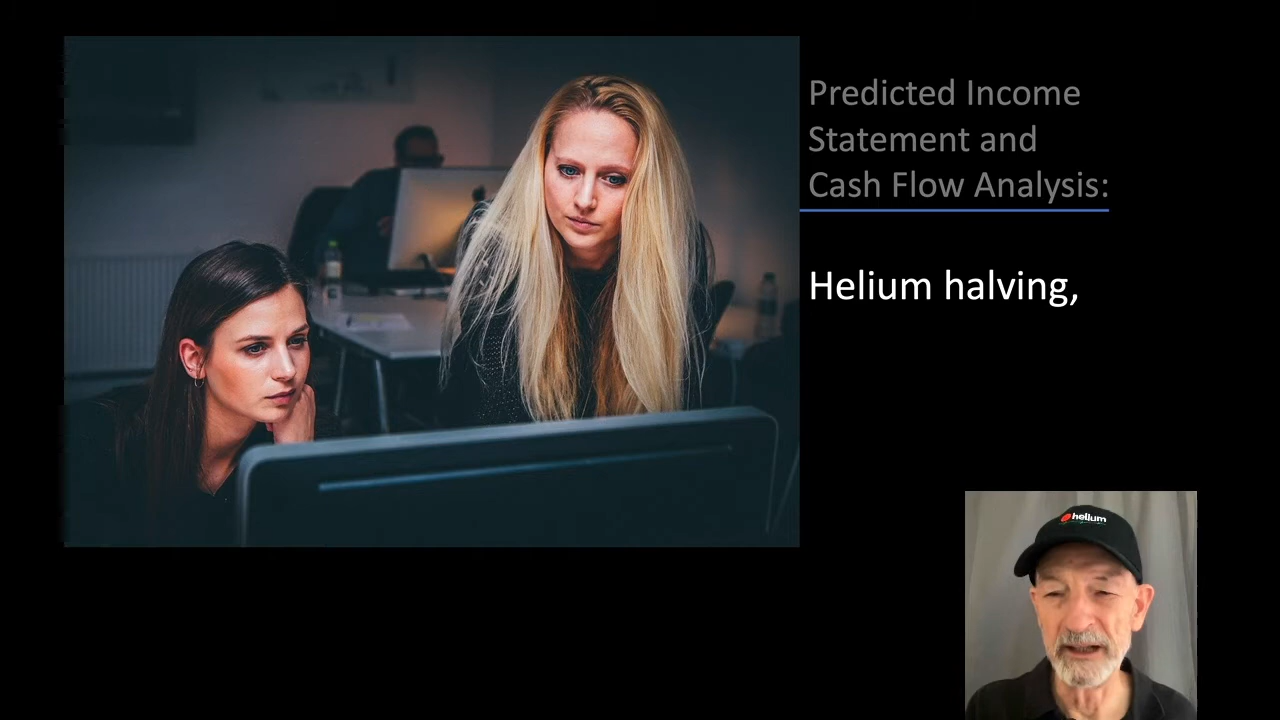 Predicted Income
Statement and
Cash Flow Analysis:
Helium halving,
helium